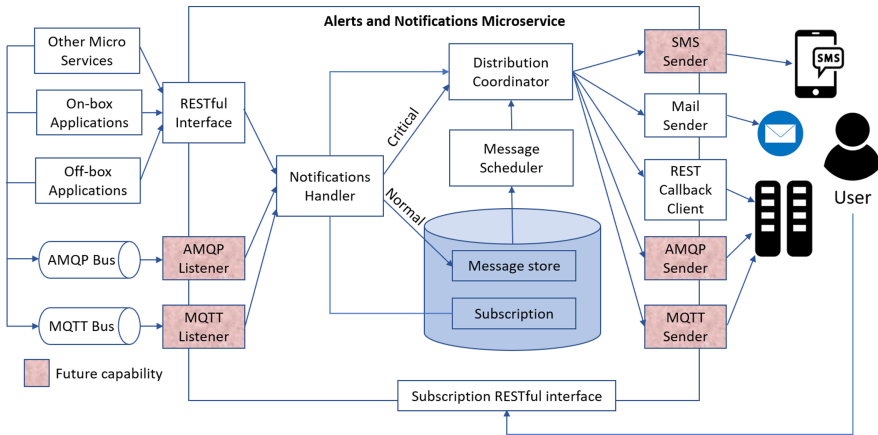 Alerts and Notifications Microservice
Other Micro
Services
On-box
Applications
Off-box
Applications
AMQP Bus
MQTT Bus
RESTful
Interface
AMQP
Listener
MQTT
Listener
Notifications
Handler
Critical
Normal
Distribution
Coordinator
Message
Scheduler
Message store
Subscription
SMS
Sender
Mail
Sender
REST
Callback
Client
AMQP
Sender
MQTT
Sender
SMS
User
Future capability
Subscription RESTful interface